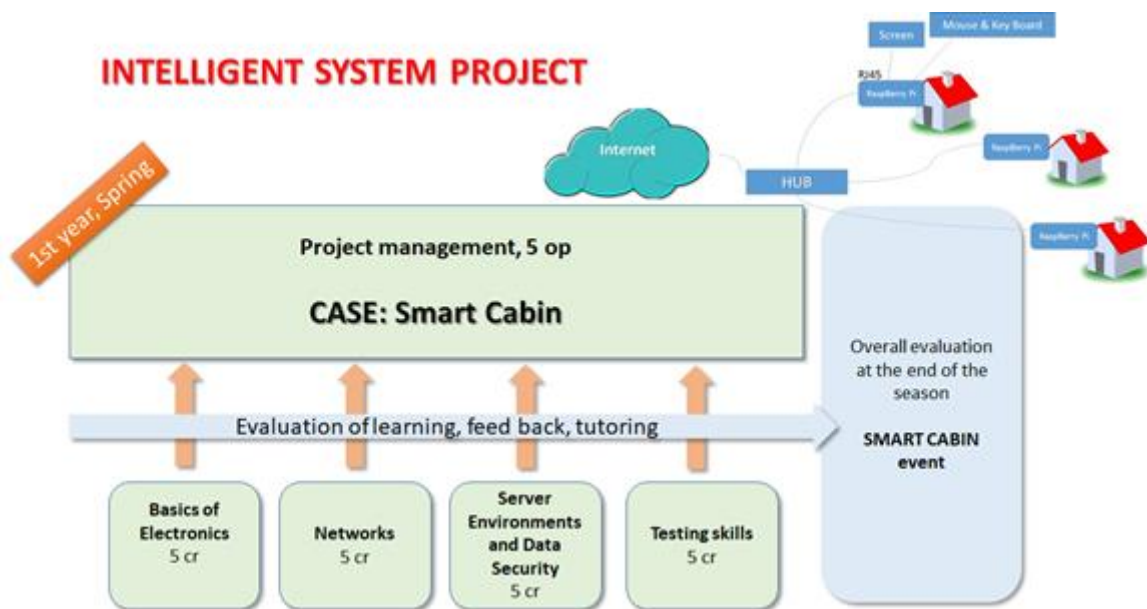 INTELLIGENT SYSTEM PROJECT
Screen
Mouse & Key Board
RJ45
RaspBerry Pi
Internet
HUB
RaspBerry Pi
RaspBerry Pi
1st year, Spring
Project management, 5 op
CASE: Smart Cabin
Overall evaluation
at the end of the
season
SMART CABIN
event
Evaluation of learning, feed back, tutoring
Basics of
Electronics
5 cr
Networks
5 cr
Server
Environments
and Data
Security
5 cr
Testing skills
5 cr